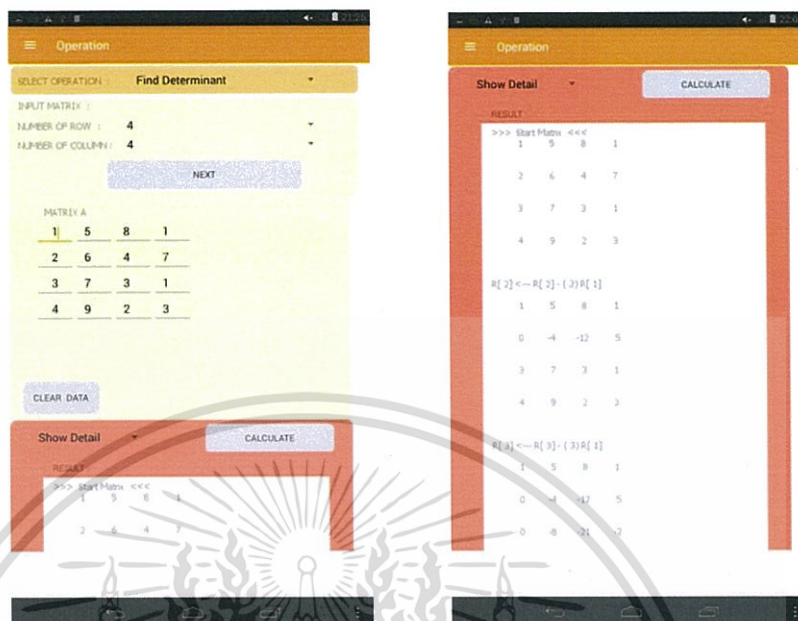 21:25
Operation
SELECT OPERATION : Find Determinant
INPUT MATRIX :
NUMBER OF ROW : 4
NUMBER OF COLUMN : 4
NEXT
MATRIX A
1 5 8 1
2 6 4 7
3 7 3 1
4 9 2 3
CLEAR DATA
Show Detail CALCULATE
RESULT
>>> Start Matrix <<<
1 5 8 1
2 6 4 7
Operation
Show Detail CALCULATE
RESULT
>>> Start Matrix <<<
1 5 8 1
2 6 4 7
3 7 3 1
4 9 2 3
R[ 2] <--- R[ 2] - ( 2) R[ 1]
1 5 8 1
0 -4 -12 5
3 7 3 1
4 9 2 3
R[ 3] <--- R[ 3] - ( 3) R[ 1]
1 5 8 1
0 -4 -12 5
0 -8 -21 -2